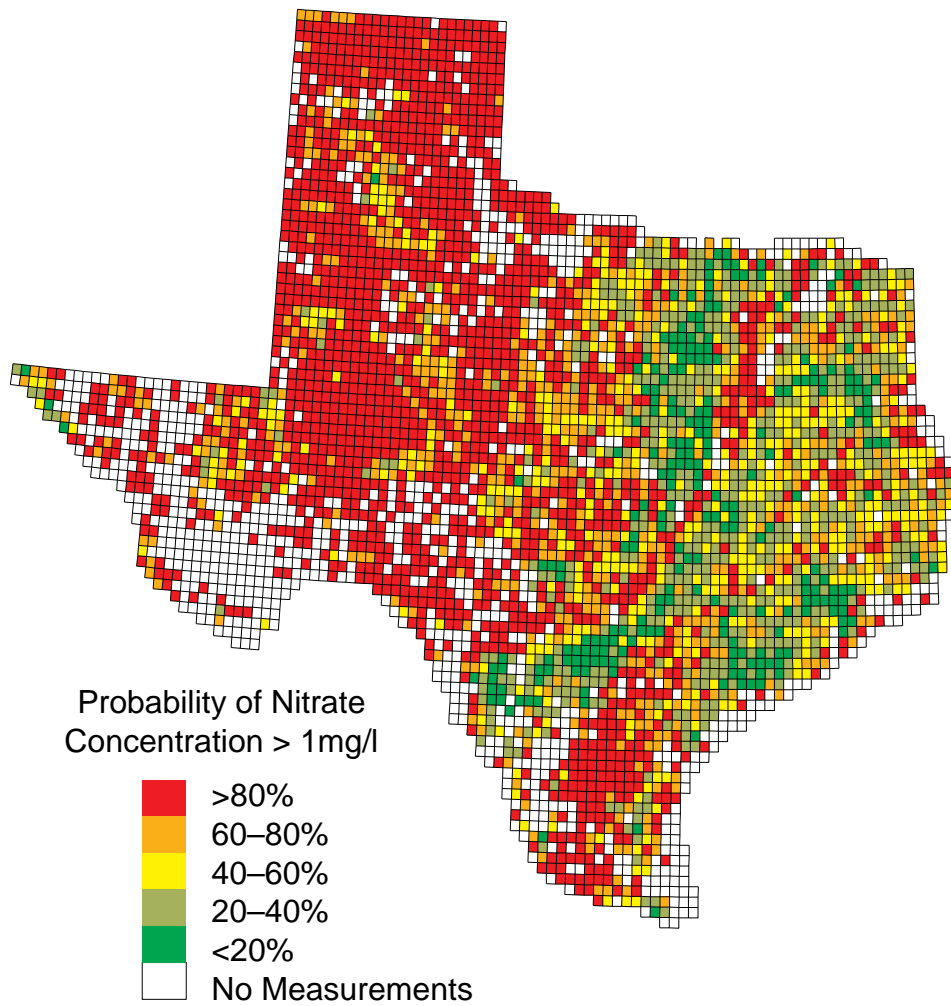 Probability of Nitrate
Concentration > 1mg/l
>80%
60–80%
40–60%
20–40%
<20%
No Measurements